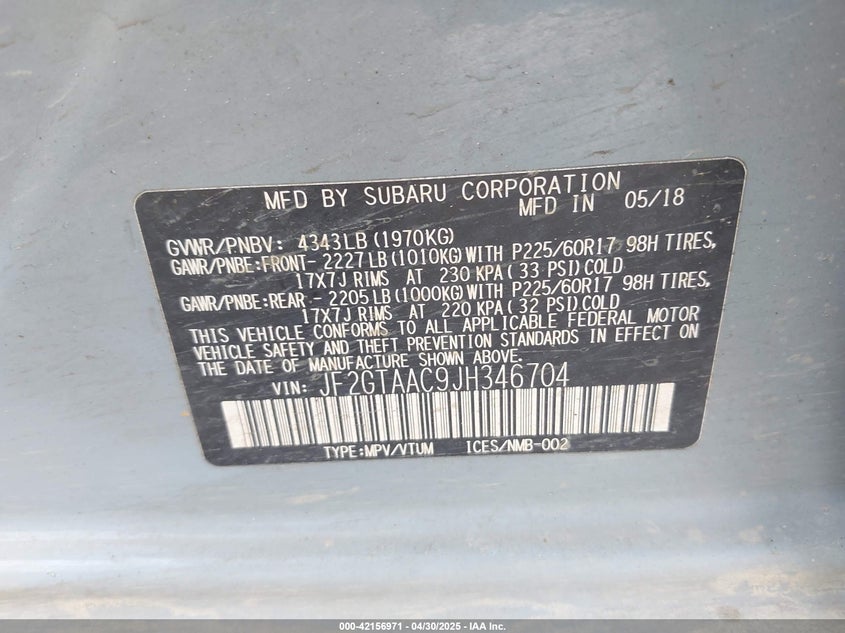 MFD BY SUBARU CORPORATION
MFD IN 05/18
GVWR/PNBV: 4343LB(1970KG)
GAWR/PNBE:FRONT- 2227LB(1010KG)WITH P225/60R17 98H TIRES,
17X7J RIMS AT 230 KPA( 33 PSI)COLD
GAWR/PNBE:REAR - 2205LB(1000KG)WITH P225/60R17 98H TIRES,
17X7J RIMS AT 220 KPA( 32 PSI)COLD
THIS VEHICLE CONFORMS TO ALL APPLICABLE FEDERAL MOTOR
VEHICLE SAFETY AND THEFT PREVENTION STANDARDS IN EFFECT ON
THE DATE OF MANUFACTURE SHOWN ABOVE.
VIN: JF2GTAAC9JH346704
TYPE:MPV/VTUM ICES/NMB-002
000-42156971 | 04/30/2025 - IAA Inc.